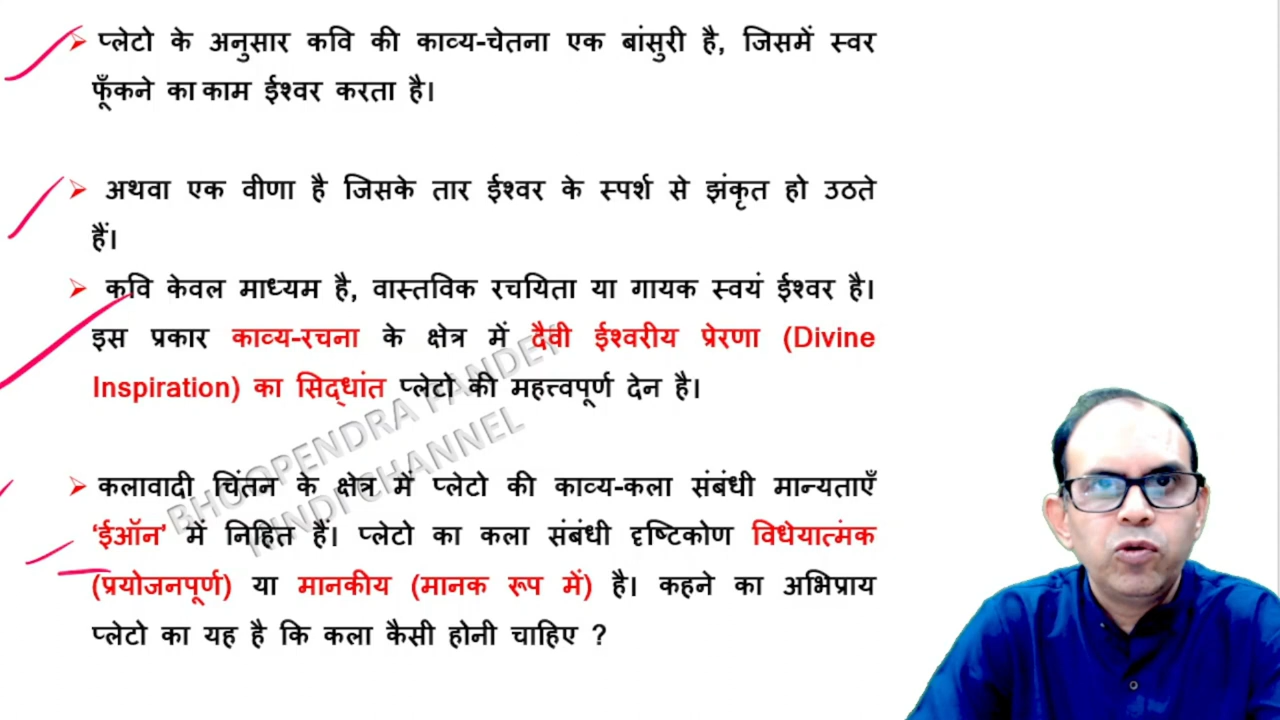 प्लेटो के अनुसार कवि की काव्य-चेतना एक बांसुरी है, जिसमें स्वर
फूँकने का काम ईश्वर करता है।
अथवा एक वीणा है जिसके तार ईश्वर के स्पर्श से झंकृत हो उठते
हैं।
कवि केवल माध्यम है, वास्तविक रचयिता या गायक स्वयं ईश्वर है।
इस प्रकार काव्य-रचना के क्षेत्र में दैवी ईश्वरीय प्रेरणा (Divine
Inspiration) का सिद्धांत प्लेटो की महत्त्वपूर्ण देन है।
कलावादी चिंतन के क्षेत्र में प्लेटो की काव्य-कला संबंधी मान्यताएँ
‘ईऑन’ में निहित हैं। प्लेटो का कला संबंधी दृष्टिकोण विधेयात्मंक
(प्रयोजनपूर्ण) या मानकीय (मानक रूप में) है। कहने का अभिप्राय
प्लेटो का यह है कि कला कैसी होनी चाहिए ?
BHOOPENDRA PANDEY
HINDI CHANNEL